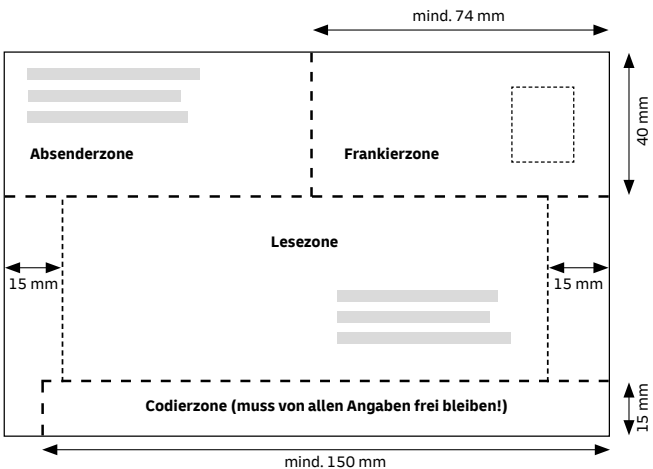 mind. 74 mm
40 mm
Absenderzone
Frankierzone
Lesezone
15 mm
15 mm
Codierzone (muss von allen Angaben frei bleiben!)
15 mm
mind. 150 mm